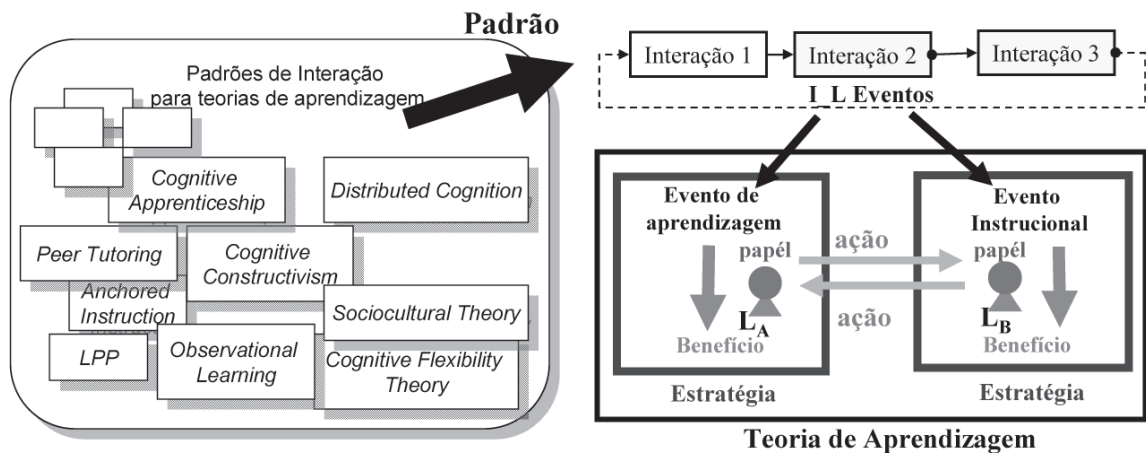 Padrão
Padrões de Interação
para teorias de aprendizagem
Cognitive
Apprenticeship
Distributed Cognition
Peer Tutoring
Cognitive
Constructivism
Anchored
Instruction
Sociocultural Theory
LPP
Observational
Learning
Cognitive Flexibility
Theory
Interação 1
Interação 2
Interação 3
I_L Eventos
Evento de
aprendizagem
papél
L_A
Benefício
Estratégia
ação
ação
Evento
Instrucional
papél
L_B
Benefício
Estratégia
Teoria de Aprendizagem